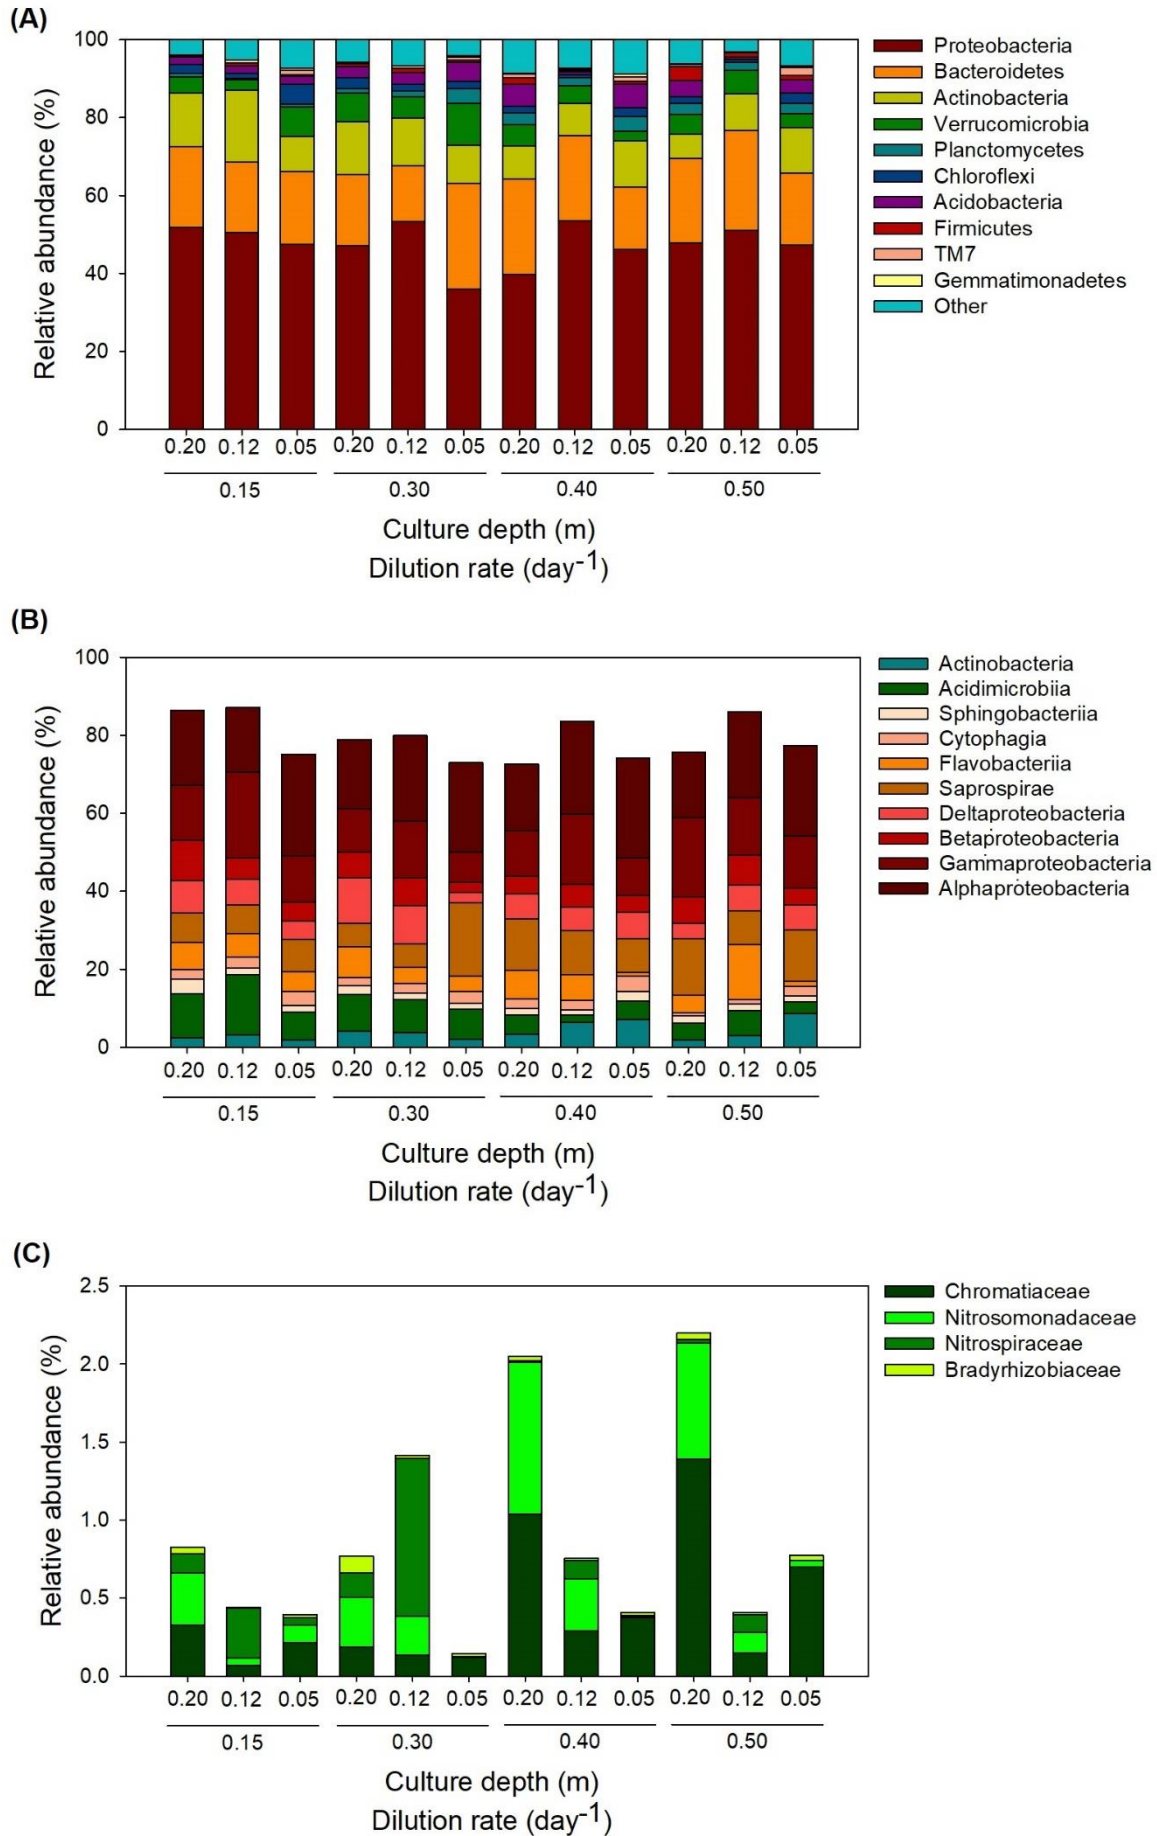 (A)
100
80
60
40
20
0
Relative abundance (%)
Proteobacteria
Bacteroidetes
Actinobacteria
Verrucomicrobia
Planctomycetes
Chloroflexi
Acidobacteria
Firmicutes
TM7
Gemmatimonadetes
Other
0.20 0.12 0.05 0.20 0.12 0.05 0.20 0.12 0.05 0.20 0.12 0.05
0.15 0.30 0.40 0.50
Culture depth (m)
Dilution rate (day-1)
(B)
100
80
60
40
20
0
Relative abundance (%)
Actinobacteria
Acidimicrobiia
Sphingobacteriia
Cytophagia
Flavobacteriia
Saprospirae
Deltaproteobacteria
Betaproteobacteria
Gammaproteobacteria
Alphaproteobacteria
0.20 0.12 0.05 0.20 0.12 0.05 0.20 0.12 0.05 0.20 0.12 0.05
0.15 0.30 0.40 0.50
Culture depth (m)
Dilution rate (day-1)
(C)
2.5
2.0
1.5
1.0
0.5
0.0
Relative abundance (%)
Chromatiaceae
Nitrosomonadaceae
Nitrospiraceae
Bradyrhizobiaceae
0.20 0.12 0.05 0.20 0.12 0.05 0.20 0.12 0.05 0.20 0.12 0.05
0.15 0.30 0.40 0.50
Culture depth (m)
Dilution rate (day-1)